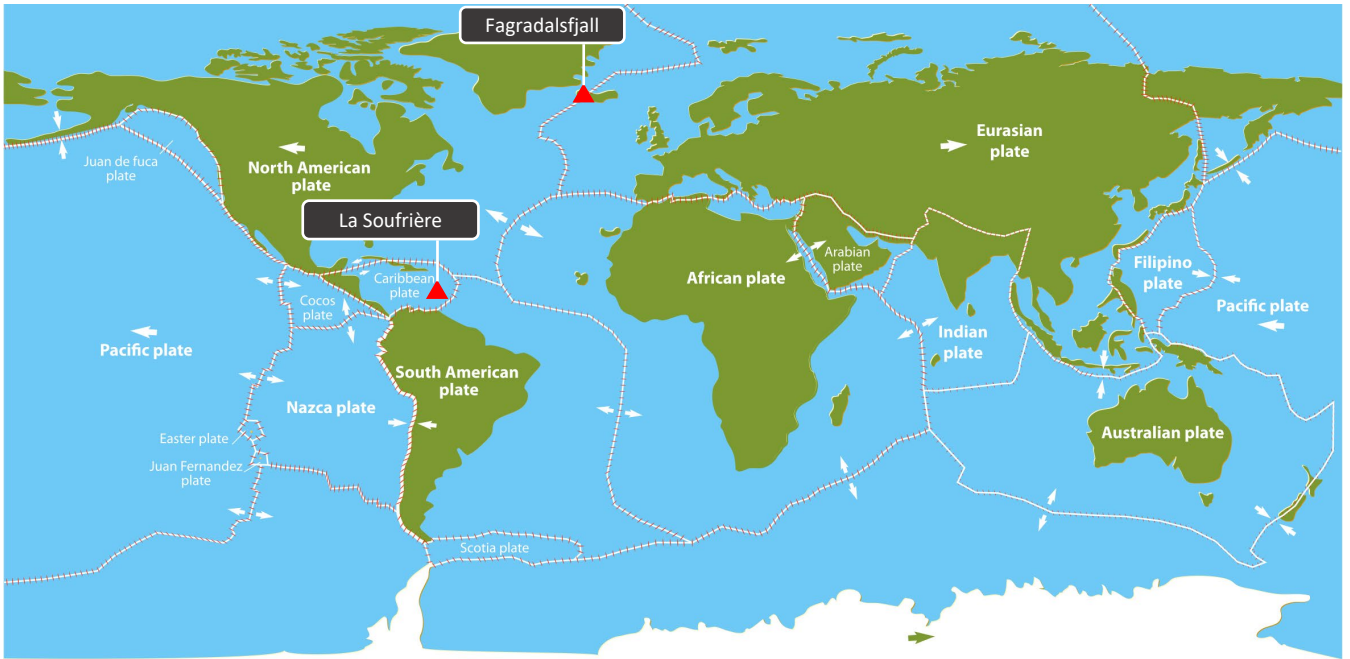 Fagradalsfjall
Eurasian
plate
Juan de fuca
plate
North American
plate
La Soufrière
Arabian
plate
African plate
Filipino
plate
Caribbean
plate
Cocos
plate
Pacific plate
Indian
plate
Pacific plate
South American
plate
Nazca plate
Easter plate
Australian plate
Juan Fernandez
plate
Scotia plate